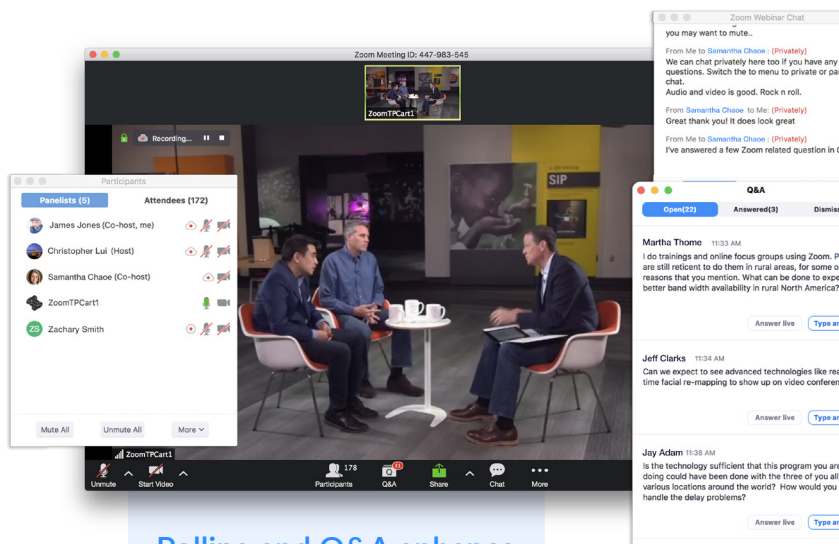 Zoom Webinar Chat
you may want to mute..
From Me to Samantha Chaoe : (Privately)
We can chat privately here too if you have any
questions. Switch the to menu to private or
chat.
Audio and video is good. Rock n roll.
From Samantha Chaoe to Me: (Privately)
Great thank you! It does look great
From Me to Samantha Chaoe : (Privately)
I've answered a few Zoom related question in
Zoom Meeting ID: 447-983-545
ZoomTPCart1
Recording...
SIP
Participants
Panelists (5) Attendees (172)
James Jones (Co-host, me)
Christopher Lui (Host)
Samantha Chaoe (Co-host)
ZoomTPCart1
ZS Zachary Smith
Mute All Unmute All More
ZoomTPCart1
Unmute Start Video 178 Participants 21 Q&A Share Chat More
Q&A
Open(22) Answered(3)
Martha Thome 11:33 AM
I do trainings and online focus groups using Zoom.
are still reticent to do them in rural areas, for some
reasons that you mention. What can be done to
better band width availability in rural North America?
Answer live Type
Jeff Clarks 11:34 AM
Can we expect to see advanced technologies like
time facial re-mapping to show up on video
Answer live Type
Jay Adam 11:38 AM
Is the technology sufficient that this program you are
doing could have been done with the three of you all
various locations around the world? How would you
handle the delay problems?
Answer live Type
Polling and Q&A enhance